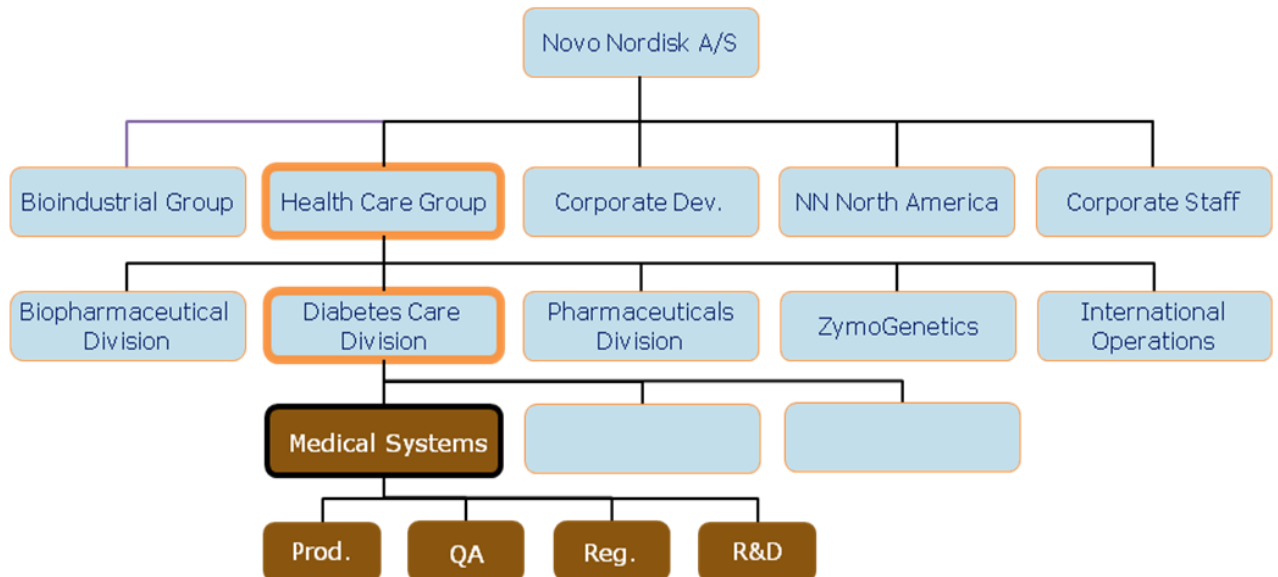 Novo Nordisk A/S
Bioindustrial Group
Health Care Group
Corporate Dev.
NN North America
Corporate Staff
Biopharmaceutical
Division
Diabetes Care
Division
Pharmaceuticals
Division
ZymoGenetics
International
Operations
Medical Systems
Prod.
QA
Reg.
R&D